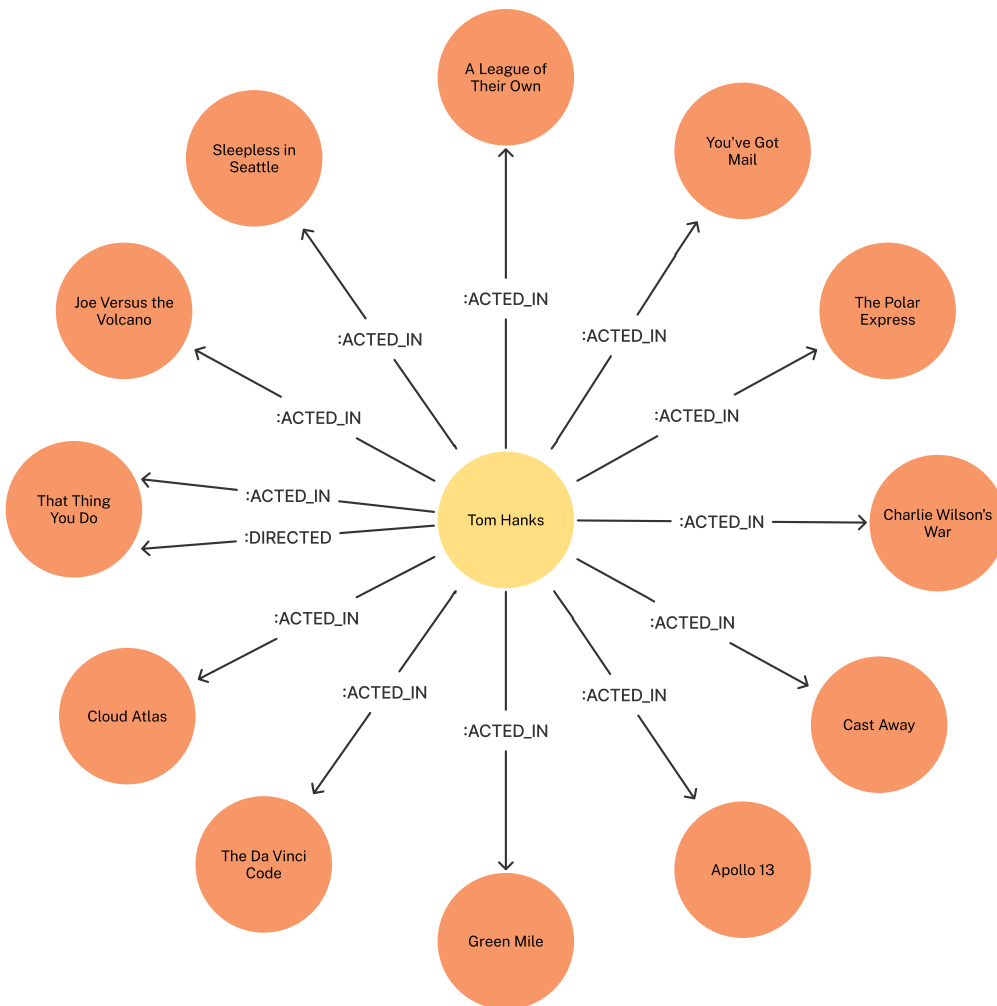 A League of
Their Own
You've Got
Mail
Sleepless in
Seattle
The Polar
Express
Joe Versus the
Volcano
:ACTED_IN
:ACTED_IN
:ACTED_IN
:ACTED_IN
:ACTED_IN
That Thing
You Do
:ACTED_IN
:DIRECTED
Tom Hanks
:ACTED_IN
Charlie Wilson's
War
:ACTED_IN
:ACTED_IN
:ACTED_IN
:ACTED_IN
:ACTED_IN
Cloud Atlas
Cast Away
The Da Vinci
Code
Apollo 13
Green Mile